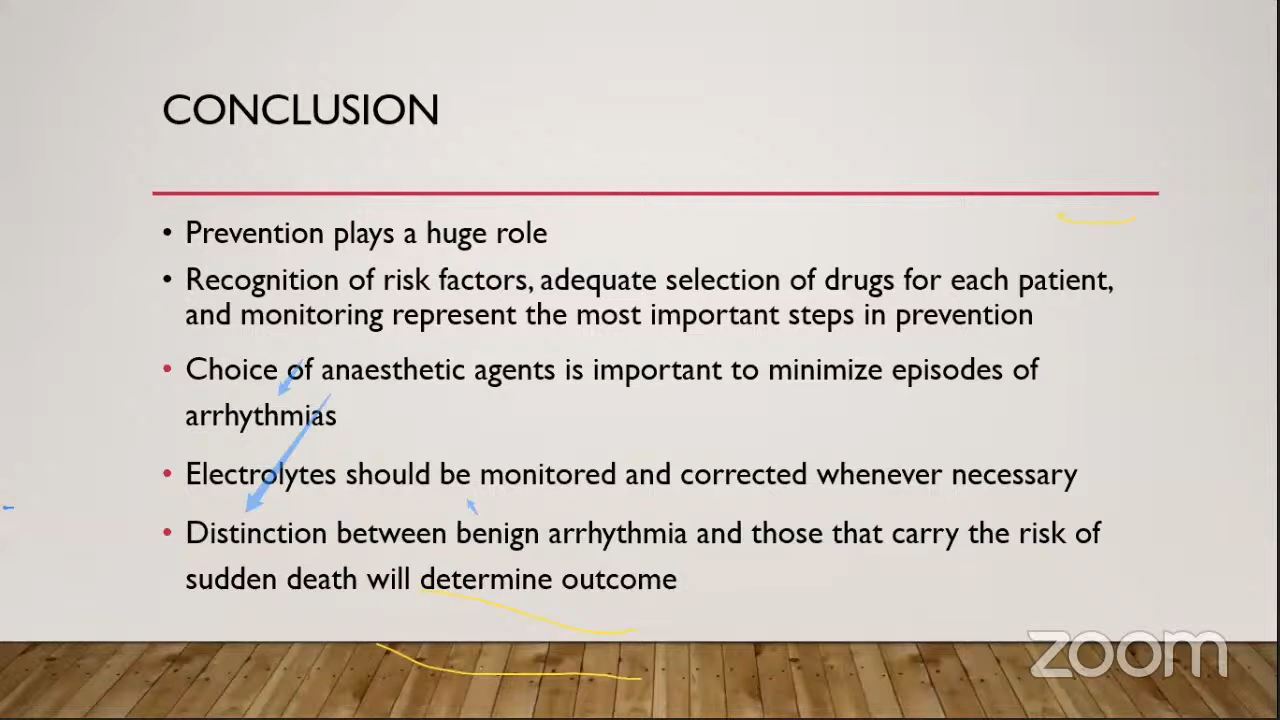 CONCLUSION
• Prevention plays a huge role
• Recognition of risk factors, adequate selection of drugs for each patient,
and monitoring represent the most important steps in prevention
• Choice of anaesthetic agents is important to minimize episodes of
arrhythmias
• Electrolytes should be monitored and corrected whenever necessary
• Distinction between benign arrhythmia and those that carry the risk of
sudden death will determine outcome
zoom